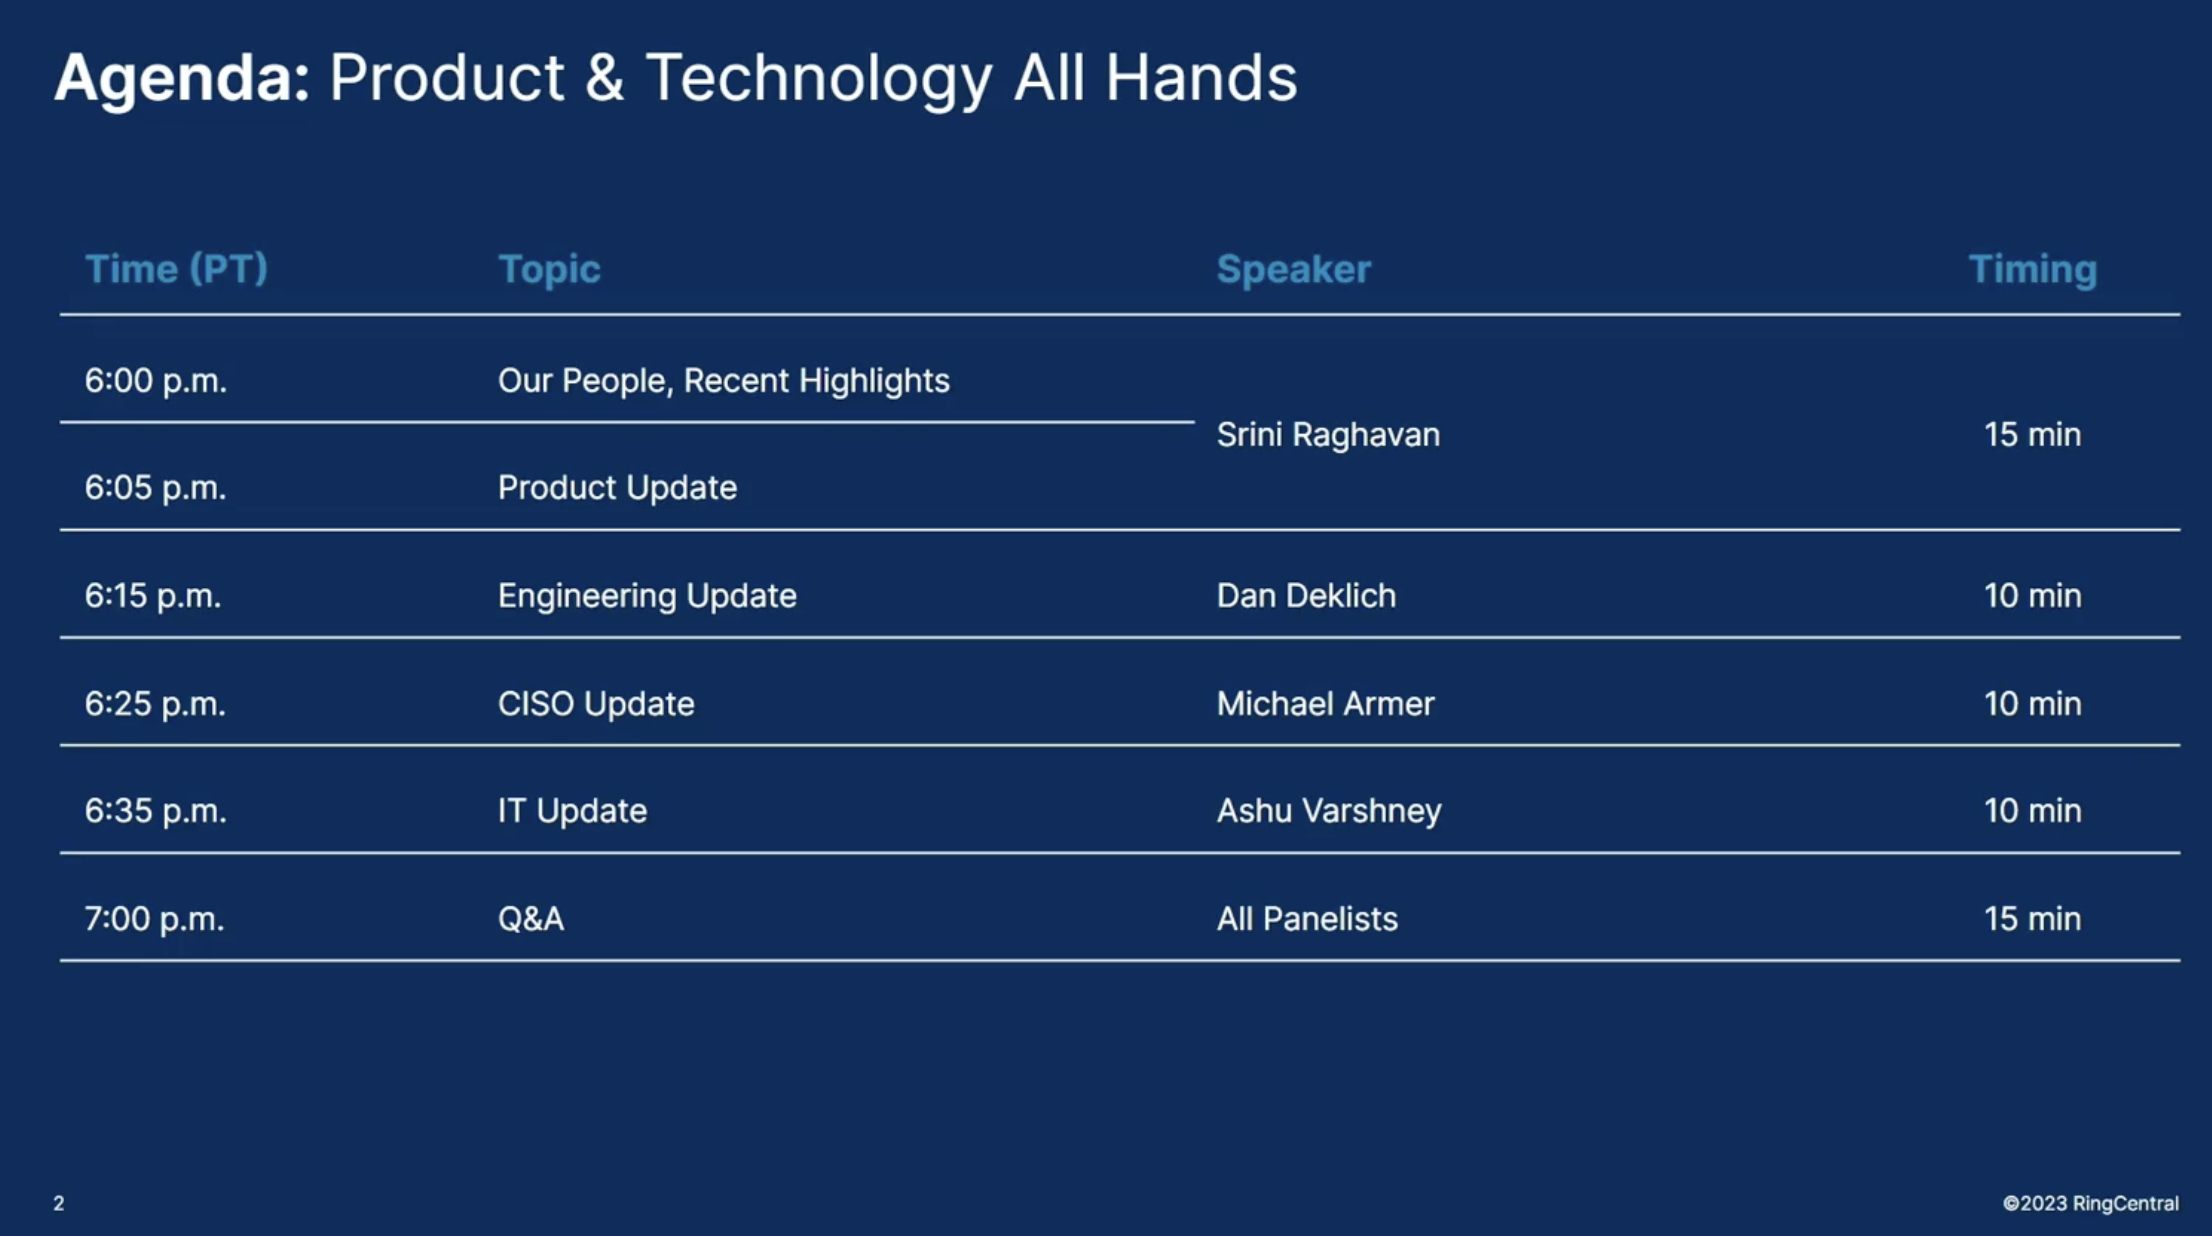 Agenda: Product & Technology All Hands
Time (PT) Topic Speaker Timing
6:00 p.m. Our People, Recent Highlights
Srini Raghavan 15 min
6:05 p.m. Product Update
6:15 p.m. Engineering Update Dan Deklich 10 min
6:25 p.m. CISO Update Michael Armer 10 min
6:35 p.m. IT Update Ashu Varshney 10 min
7:00 p.m. Q&A All Panelists 15 min
2 ©2023 RingCentral